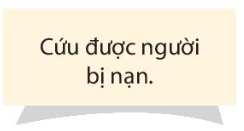 Cứu được người
bị nạn.